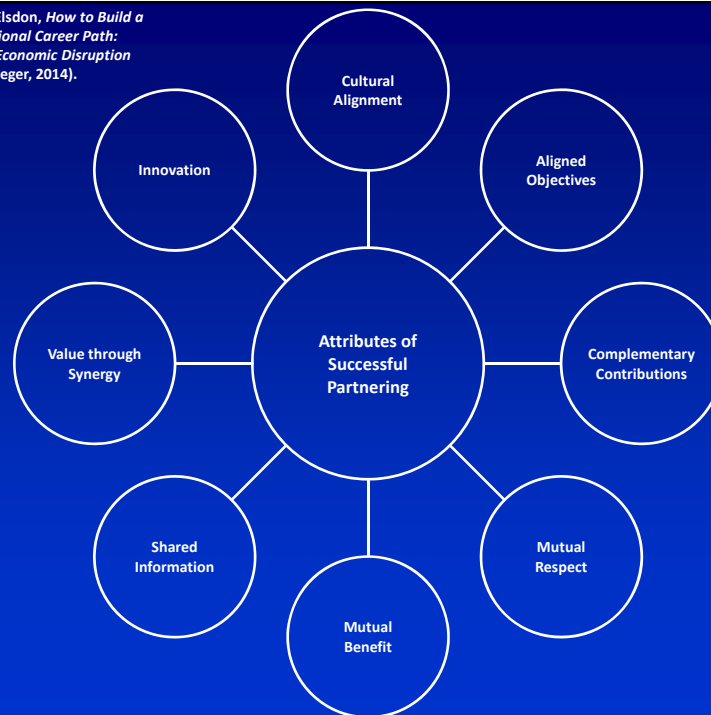 Elsdon, How to Build a
ional Career Path:
Economic Disruption
eger, 2014).
Cultural
Alignment
Innovation
Aligned
Objectives
Attributes of
Successful
Partnering
Value through
Synergy
Complementary
Contributions
Shared
Information
Mutual
Respect
Mutual
Benefit